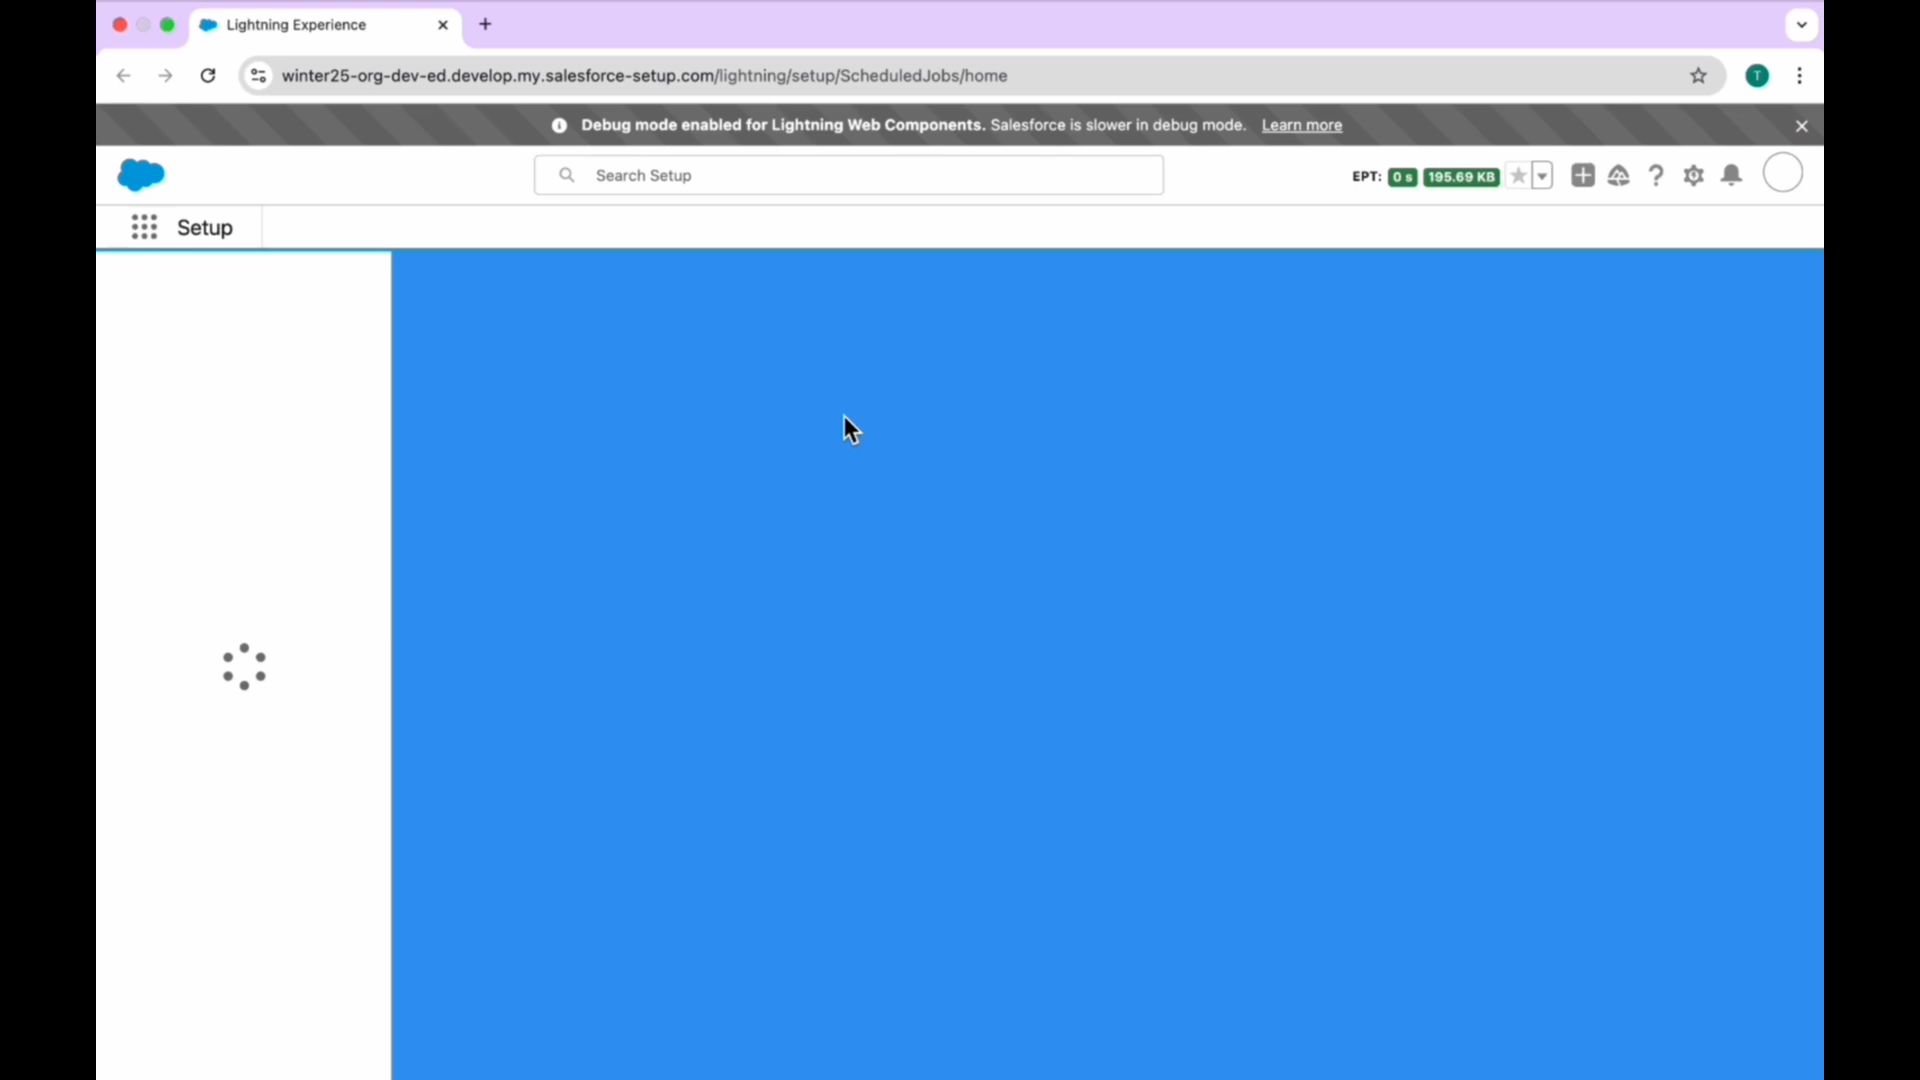 Lightning Experience
winter25-org-dev-ed.develop.my.salesforce-setup.com/lightning/setup/ScheduledJobs/home
T
Debug mode enabled for Lightning Web Components. Salesforce is slower in debug mode. Learn more
Search Setup
EPT: 0 s 195.69 KB
Setup